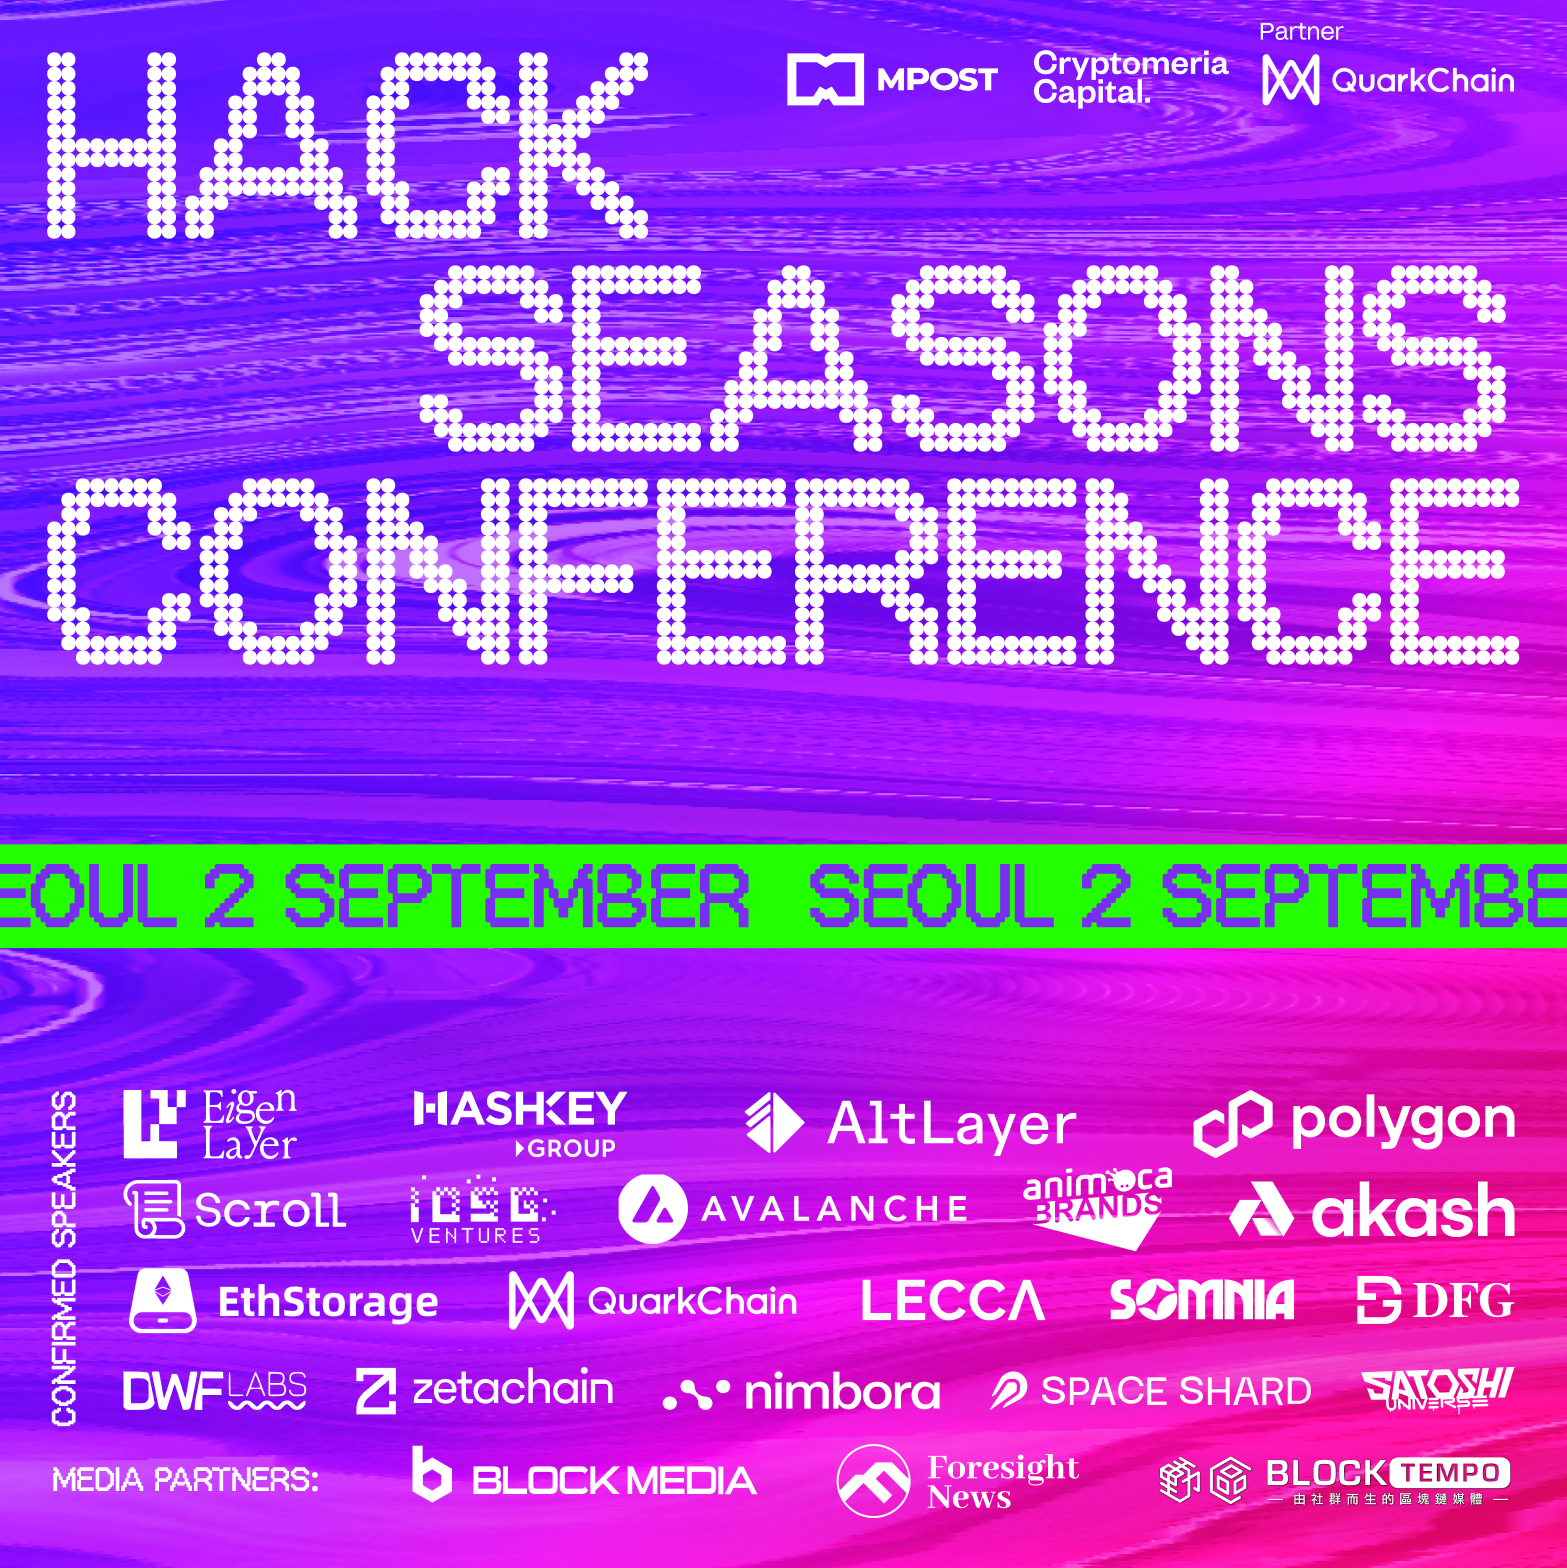 HACK
SEASONS
CONFERENCE
MPOST
Cryptomeria
Capital.
Partner
QuarkChain
EOUL 2 SEPTEMBER SEOUL 2 SEPTEMBE
CONFIRMED SPEAKERS
Eigen
Layer
HASHKEY
GROUP
AltLayer
polygon
Scroll
IOSG
VENTURES
AVALANCHE
animoca
BRANDS
akash
EthStorage
QuarkChain
LECCA
SOMNIA
DFG
DWF LABS
zetachain
nimbora
SPACE SHARD
SATOSHI
UNIVERSE
MEDIA PARTNERS:
BLOCK MEDIA
Foresight
News
BLOCK TEMPO
由社群而生的區塊鏈媒體